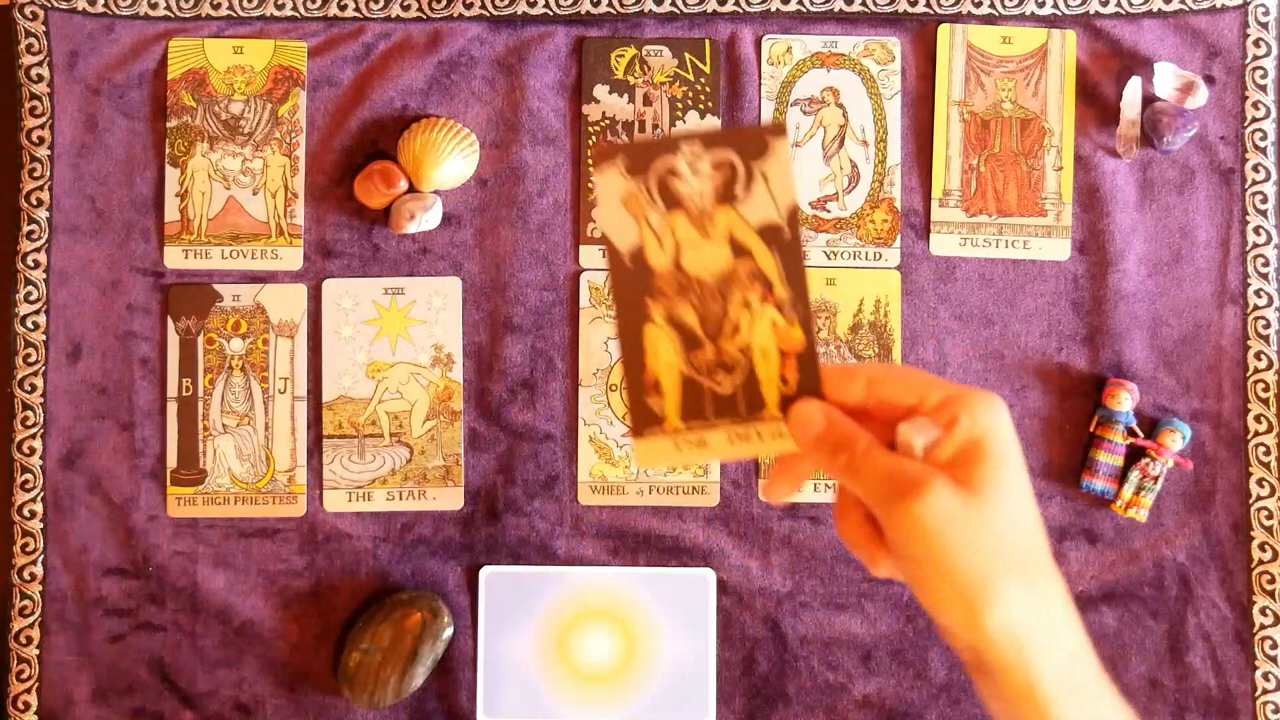 VI
THE LOVERS.
XVI
XXI
WORLD.
XI
JUSTICE.
II
B
J
THE HIGH PRIESTESS
XVII
THE STAR.
WHEEL of FORTUNE.
III
EM